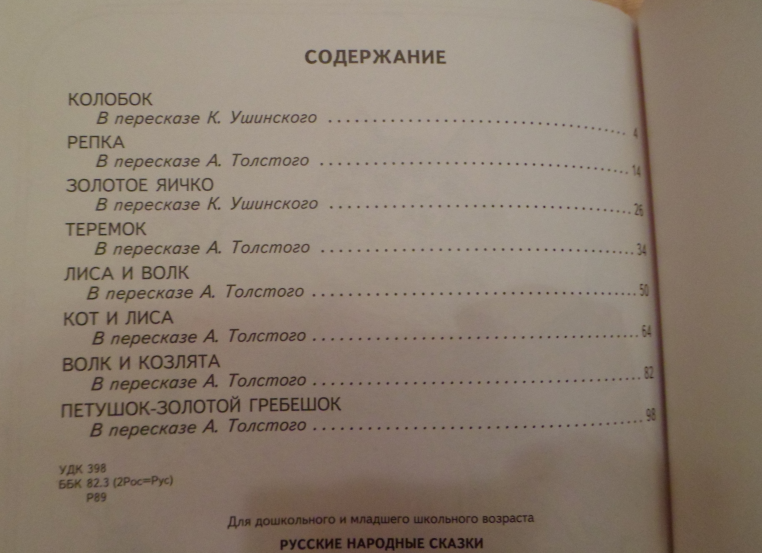 СОДЕРЖАНИЕ
КОЛОБОК
В пересказе К. Ушинского ........................................ 4
РЕПКА
В пересказе А. Толстого ........................................ 14
ЗОЛОТОЕ ЯИЧКО
В пересказе К. Ушинского ........................................ 26
ТЕРЕМОК
В пересказе А. Толстого ........................................ 34
ЛИСА И ВОЛК
В пересказе А. Толстого ........................................ 50
КОТ И ЛИСА
В пересказе А. Толстого ........................................ 64
ВОЛК И КОЗЛЯТА
В пересказе А. Толстого ........................................ 82
ПЕТУШОК-ЗОЛОТОЙ ГРЕБЕШОК
В пересказе А. Толстого ........................................ 98
УДК 398
ББК 82.3 (2Рос=Рус)
Р89
Для дошкольного и младшего школьного возраста
РУССКИЕ НАРОДНЫЕ СКАЗКИ